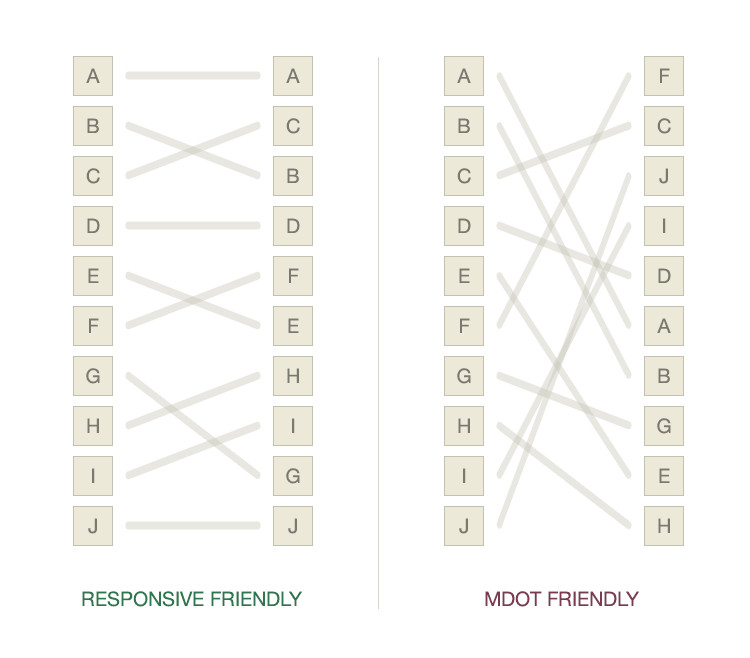 A A A F
B C B C
C B C J
D D D I
E F E D
F E F A
G H G B
H I H G
I G I E
J J J H
RESPONSIVE FRIENDLY MDOT FRIENDLY